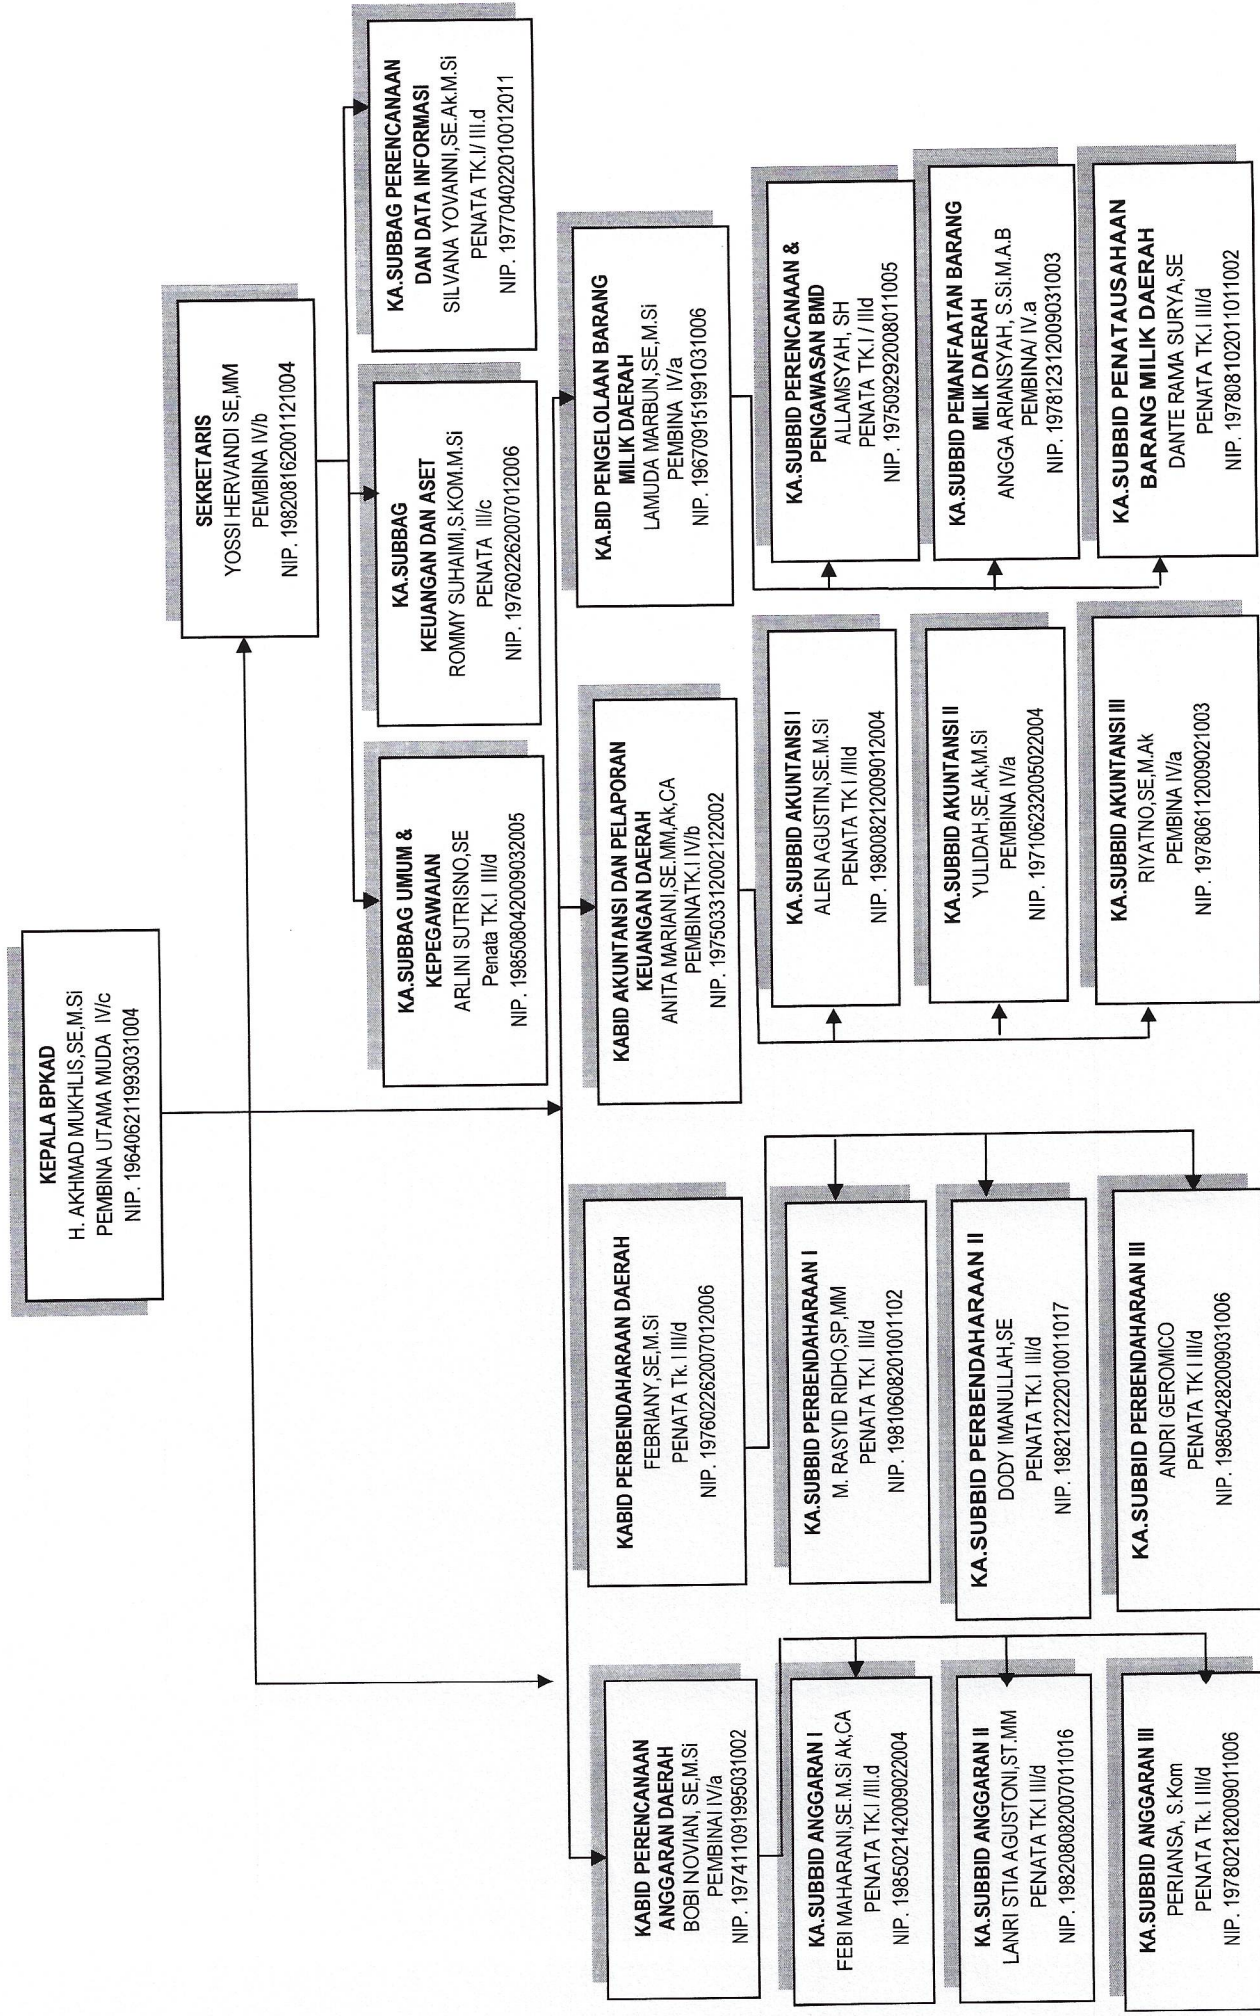 KEPALA BPKAD
H. AKHMAD MUKHLIS,SE,M.Si
PEMBINA UTAMA MUDA IV/c
NIP. 196406211993031004
SEKRETARIS
YOSSI HERVANDI SE,MM
PEMBINA IV/b
NIP. 198208162001121004
KA.SUBBAG UMUM &
KEPEGAWAIAN
ARLINI SUTRISNO,SE
Penata TK.I III/d
NIP. 198508042009032005
KA.SUBBAG
KEUANGAN DAN ASET
ROMMY SUHAIMI,S.KOM.M.Si
PENATA III/c
NIP. 197602262007012006
KA.SUBBAG PERENCANAAN
DAN DATA INFORMASI
SILVANA YOVANNI,SE.Ak.M.Si
PENATA TK.I/ III.d
NIP. 197704022010012011
KABID PERENCANAAN
ANGGARAN DAERAH
BOBI NOVIAN, SE,M.Si
PEMBINAI IV/a
NIP. 197411091995031002
KABID PERBENDAHARAAN DAERAH
FEBRIANY,SE,M.Si
PENATA Tk. I III/d
NIP. 197602262007012006
KABID AKUNTANSI DAN PELAPORAN
KEUANGAN DAERAH
ANITA MARIANI,SE.MM,Ak,CA
PEMBINATK.I IV/b
NIP. 197503312002122002
KA.BID PENGELOLAAN BARANG
MILIK DAERAH
LAMUDA MARBUN,SE,M.Si
PEMBINA IV/a
NIP. 196709151991031006
KA.SUBBID ANGGARAN I
FEBI MAHARANI,SE.M.Si Ak,CA
PENATA TK.I /III.d
NIP. 198502142009022004
KA.SUBBID ANGGARAN II
LANRI STIA AGUSTONI,ST.MM
PENATA TK.I III/d
NIP. 198208082007011016
KA.SUBBID ANGGARAN III
PERIANSA, S.Kom
PENATA Tk. I III/d
NIP. 197802182009011006
KA.SUBBID PERBENDAHARAAN I
M. RASYID RIDHO,SP,MM
PENATA TK.I III/d
NIP. 19810608201001102
KA.SUBBID PERBENDAHARAAN II
DODY IMANULLAH,SE
PENATA TK.I III/d
NIP. 198212222010011017
KA.SUBBID PERBENDAHARAAN III
ANDRI GEROMICO
PENATA TK I III/d
NIP. 198504282009031006
KA.SUBBID AKUNTANSI I
ALEN AGUSTIN,SE.M.Si
PENATA TK I /IIId
NIP. 198008212009012004
KA.SUBBID AKUNTANSI II
YULIDAH,SE,Ak,M.Si
PEMBINA IV/a
NIP. 197106232005022004
KA.SUBBID AKUNTANSI III
RIYATNO,SE,M.Ak
PEMBINA IV/a
NIP. 197806112009021003
KA.SUBBID PERENCANAAN &
PENGAWASAN BMD
ALLAMSYAH, SH
PENATA TK.I / IIId
NIP. 197509292008011005
KA.SUBBID PEMANFAATAN BARANG
MILIK DAERAH
ANGGA ARIANSYAH, S.Si.M.A.B
PEMBINA/ IV.a
NIP. 197812312009031003
KA.SUBBID PENATAUSAHAAN
BARANG MILIK DAERAH
DANTE RAMA SURYA,SE
PENATA TK.I III/d
NIP. 197808102011011002